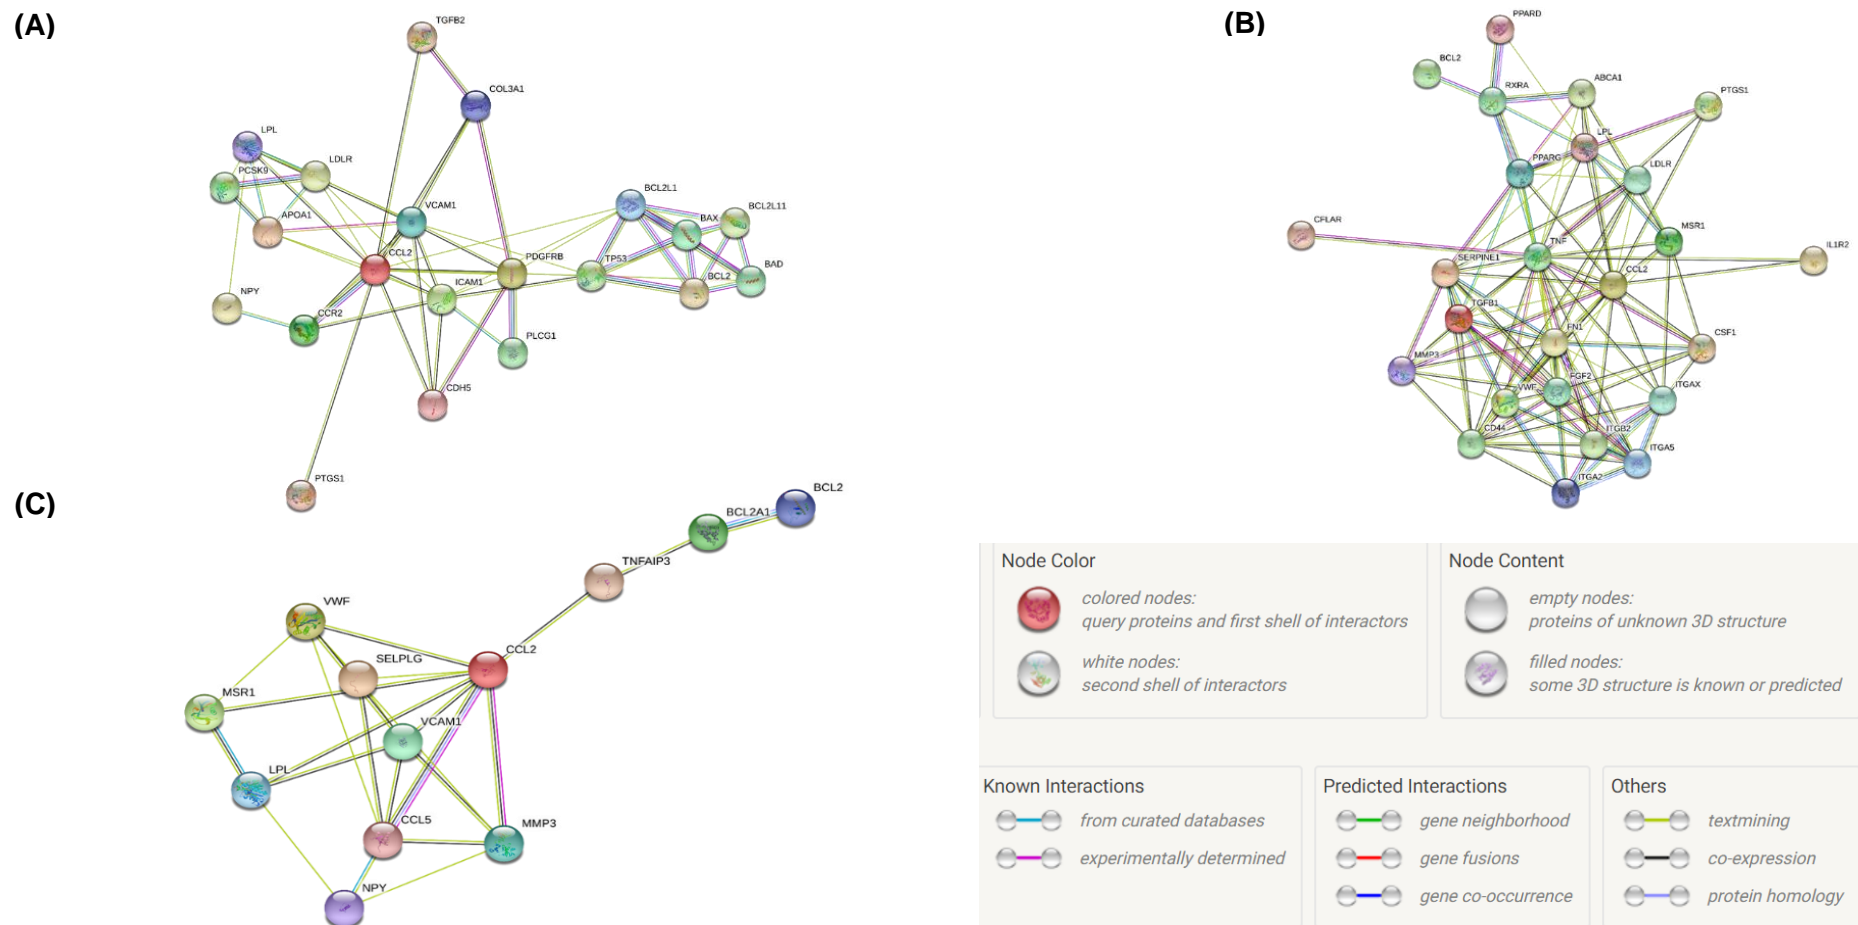 (A)
TGFB2
COL3A1
LPL
LDLR
PCSK9
APOA1
VCAM1
CCL2
PDGFRB
ICAM1
NPY
CCR2
PLCG1
CDH5
PTGS1
BCL2L1
BAX
BCL2L11
TP53
BCL2
BAD
(B)
PPARD
BCL2
RXRA
ABCA1
PTGS1
LPL
PPARG
LDLR
CFLAR
MSR1
TNF
IL1R2
SERPINE1
CCL2
TGFB1
FN1
CSF1
MMP3
FGF2
VWF
ITGAX
CD44
ITGB2
ITGA5
ITGA2
(C)
BCL2
BCL2A1
TNFAIP3
VWF
CCL2
SELPLG
MSR1
VCAM1
LPL
CCL5
MMP3
NPY
Node Color
colored nodes:
query proteins and first shell of interactors
white nodes:
second shell of interactors
Node Content
empty nodes:
proteins of unknown 3D structure
filled nodes:
some 3D structure is known or predicted
Known Interactions
from curated databases
experimentally determined
Predicted Interactions
gene neighborhood
gene fusions
gene co-occurrence
Others
textmining
co-expression
protein homology